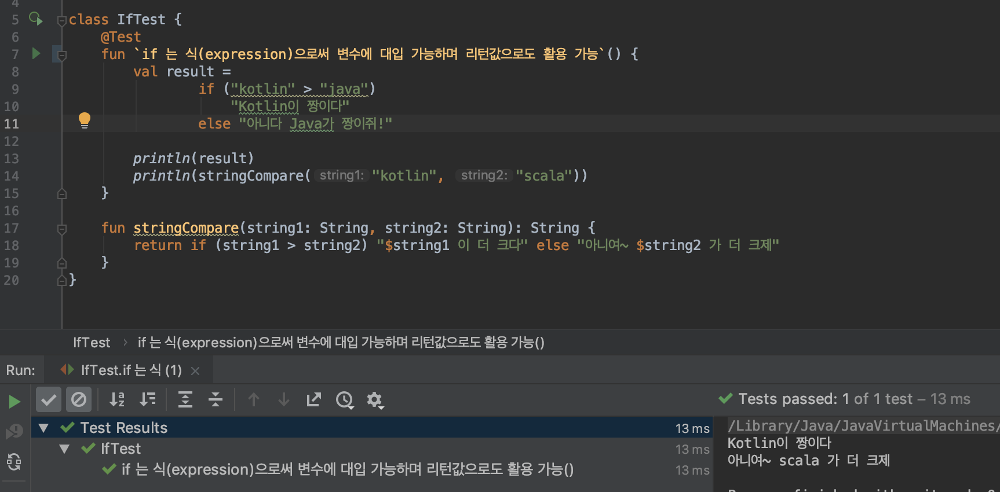 4
5 class IfTest {
6 @Test
7 fun `if 는 식(expression)으로써 변수에 대입 가능하며 리턴값으로도 활용 가능`() {
8 val result =
9 if ("kotlin" > "java")
10 "Kotlin이 짱이다"
11 else "아니다 Java가 짱이쥐!"
12
13 println(result)
14 println(stringCompare( string1: "kotlin", string2: "scala"))
15 }
16
17 fun stringCompare(string1: String, string2: String): String {
18 return if (string1 > string2) "$string1 이 더 크다" else "아니여~ $string2 가 더 크제"
19 }
20 }
IfTest › if 는 식(expression)으로써 변수에 대입 가능하며 리턴값으로도 활용 가능()
Run: IfTest.if 는 식 (1)
Tests passed: 1 of 1 test – 13 ms
Test Results 13 ms
IfTest 13 ms
if 는 식(expression)으로써 변수에 대입 가능하며 리턴값으로도 활용 가능() 13 ms
/Library/Java/JavaVirtualMachines/
Kotlin이 짱이다
아니여~ scala 가 더 크제